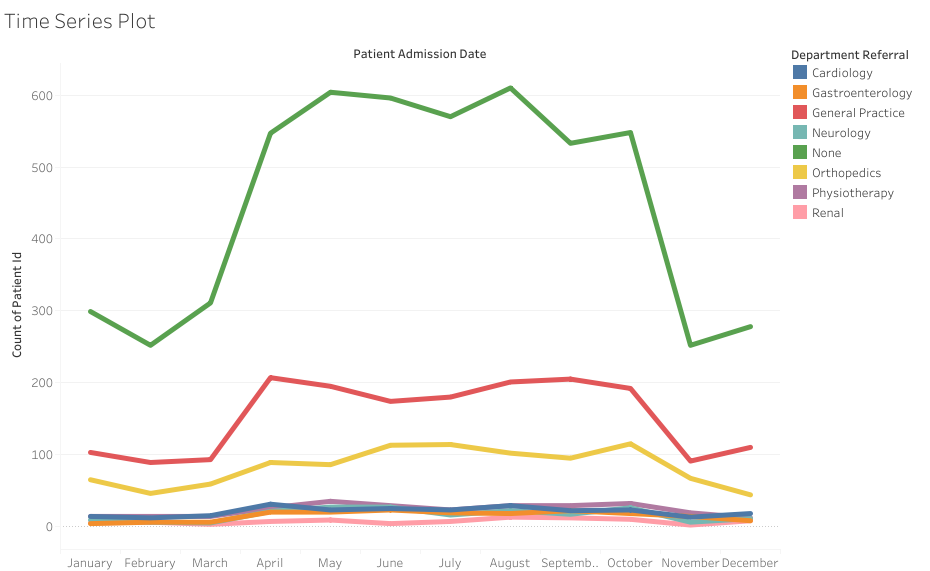 Time Series Plot
Patient Admission Date
Department Referral
Cardiology
Gastroenterology
General Practice
Neurology
None
Orthopedics
Physiotherapy
Renal
Count of Patient Id
600
500
400
300
200
100
0
January February March April May June July August Septemb.. October November December